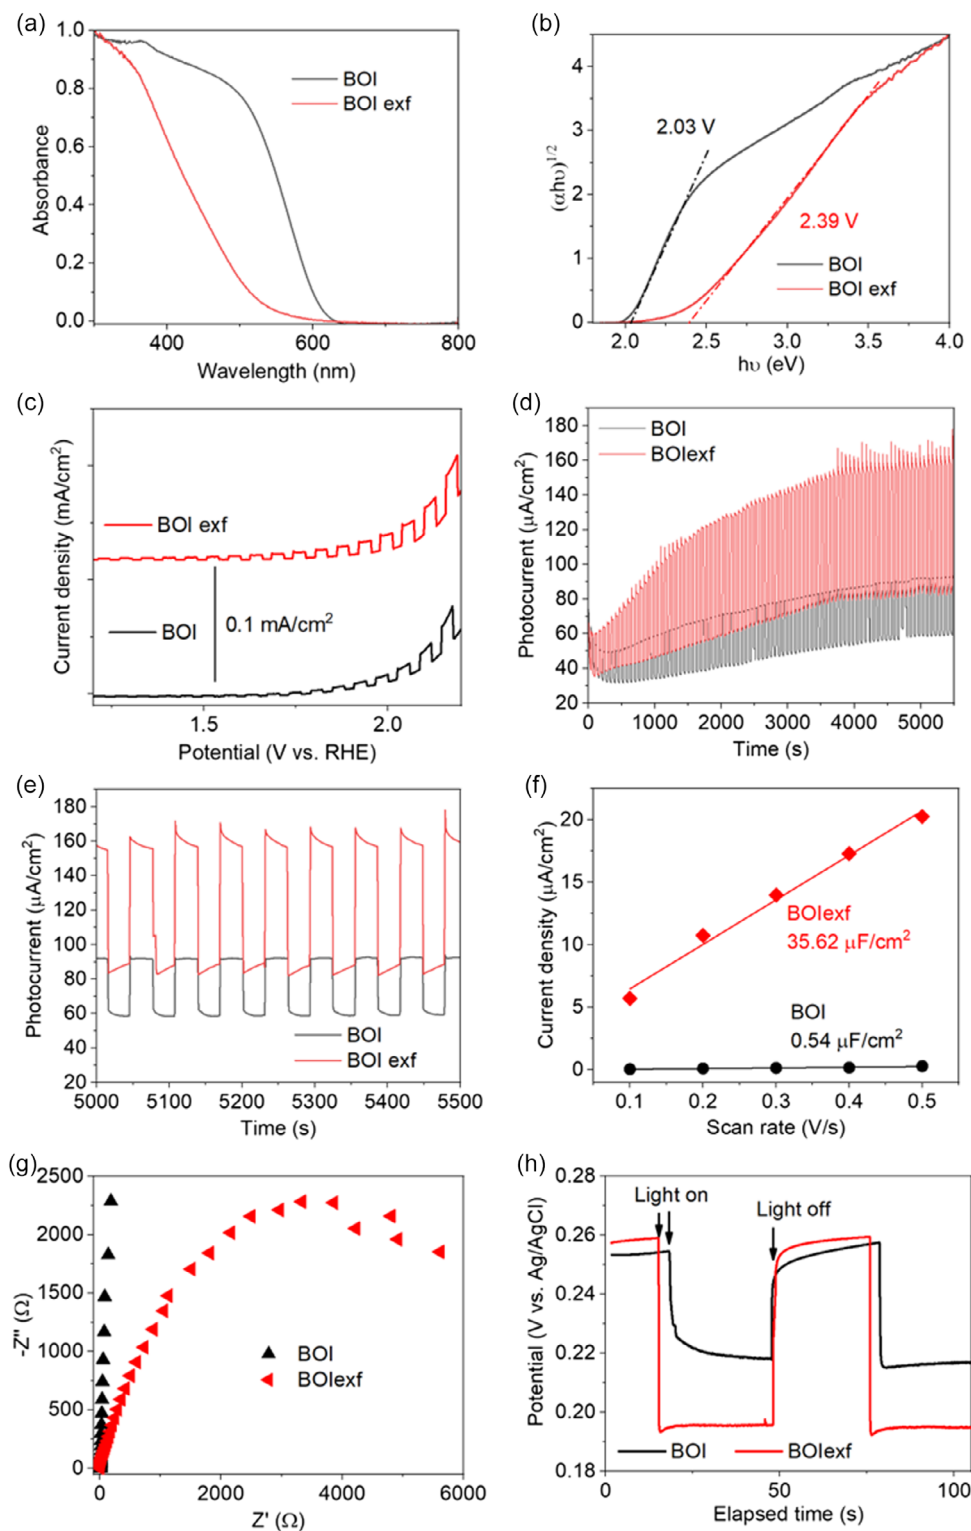 (a)
1.0
0.8
0.6
0.4
0.2
0.0
Absorbance
BOI
BOI exf
400
600
800
Wavelength (nm)
(b)
4
2
0
(αhυ)1/2
2.03 V
2.39 V
BOI
BOI exf
2.0
2.5
3.0
3.5
4.0
hυ (eV)
(c)
Current density (mA/cm2)
BOI exf
BOI
0.1 mA/cm2
1.5
2.0
Potential (V vs. RHE)
(d)
180
160
140
120
100
80
60
40
20
Photocurrent (μA/cm2)
BOI
BOIexf
0
1000
2000
3000
4000
5000
Time (s)
(e)
180
160
140
120
100
80
60
40
20
Photocurrent (μA/cm2)
BOI
BOI exf
5000
5100
5200
5300
5400
5500
Time (s)
(f)
20
15
10
5
0
Current density (μA/cm2)
BOIexf
35.62 μF/cm2
BOI
0.54 μF/cm2
0.1
0.2
0.3
0.4
0.5
Scan rate (V/s)
(g)
2500
2000
1500
1000
500
0
-Z" (Ω)
BOI
BOIexf
0
2000
4000
6000
Z' (Ω)
(h)
0.28
0.26
0.24
0.22
0.20
0.18
Potential (V vs. Ag/AgCl)
Light on
Light off
BOI
BOIexf
0
50
100
Elapsed time (s)